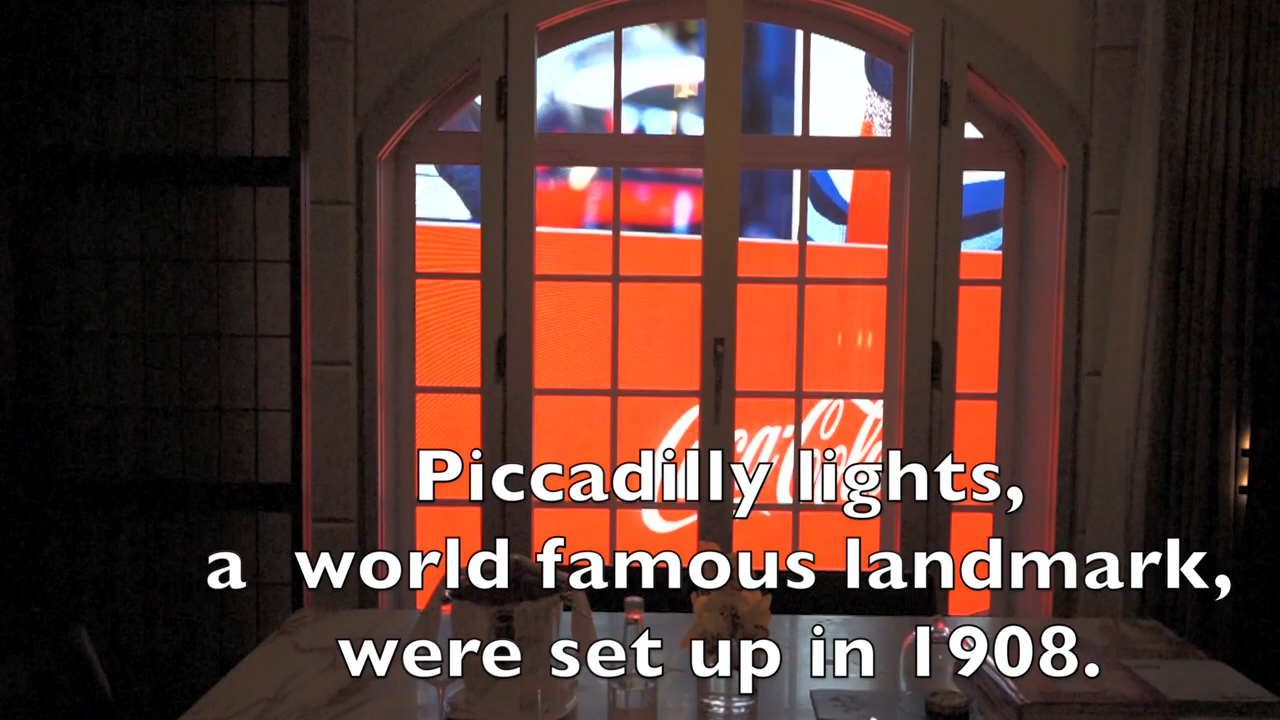 Coca-Cola
Piccadilly lights,
a world famous landmark,
were set up in 1908.